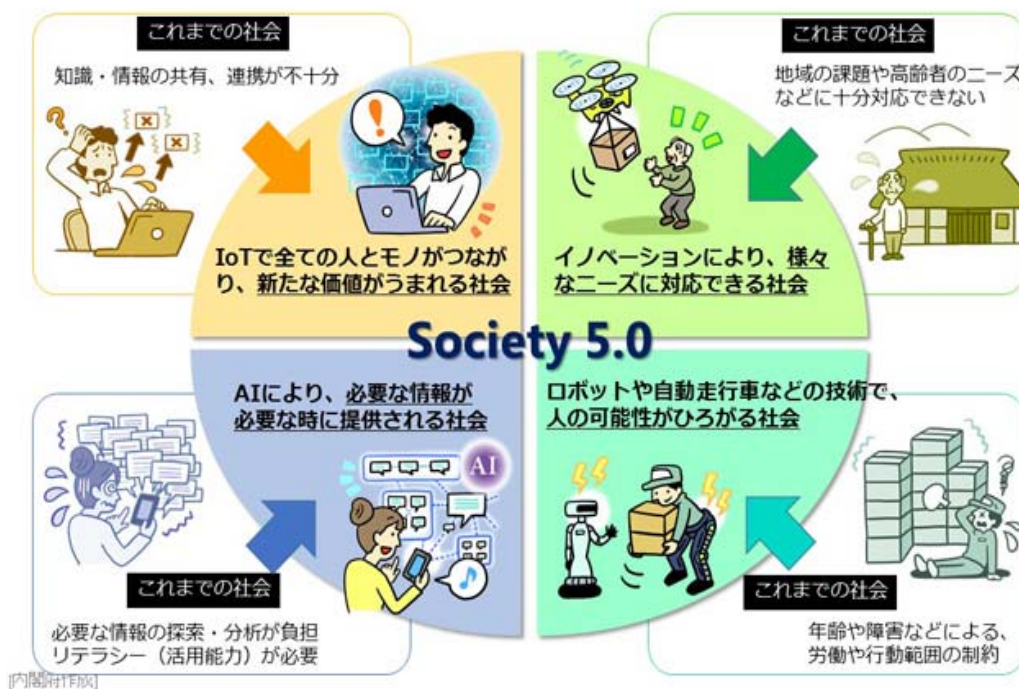 これまでの社会
知識・情報の共有、連携が不十分
IoTで全ての人とモノがつなが
り、新たな価値がうまれる社会
これまでの社会
地域の課題や高齢者のニーズ
などに十分対応できない
イノベーションにより、様々
なニーズに対応できる社会
Society 5.0
AIにより、必要な情報が
必要な時に提供される社会
AI
これまでの社会
必要な情報の探索・分析が負担
リテラシー（活用能力）が必要
ロボットや自動走行車などの技術で、
人の可能性がひろがる社会
これまでの社会
年齢や障害などによる、
労働や行動範囲の制約
[内閣府作成]